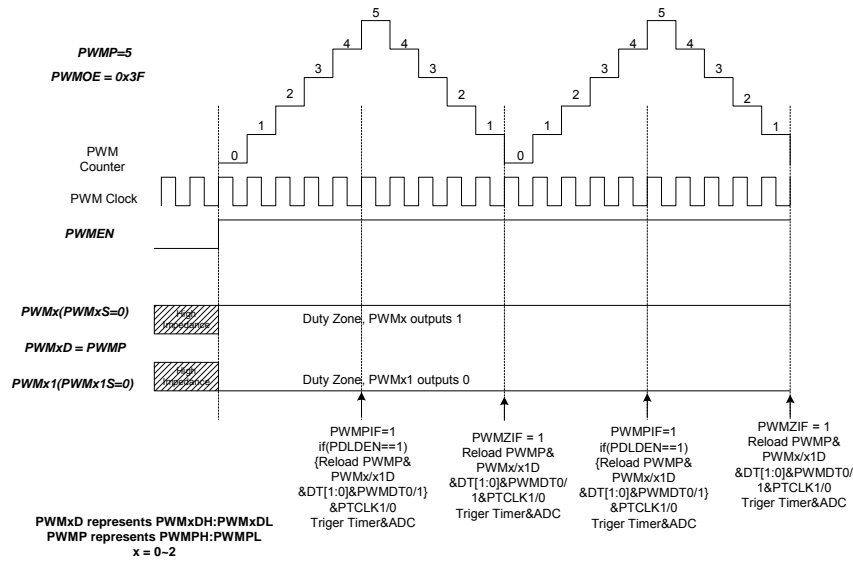 5
5
4
4
4
4
PWMP=5
3
3
3
3
PWMOE = 0x3F
2
2
2
2
1
1
1
1
0
0
PWM
Counter
PWM Clock
PWMEN
PWMx(PWMxS=0)
High
Impedance
Duty Zone, PWMx outputs 1
PWMxD = PWMP
High
Impedance
PWMx1(PWMx1S=0)
Duty Zone, PWMx1 outputs 0
PWMPIF=1
if(PDLDEN==1)
{Reload PWMP&
PWMx/x1D
&DT[1:0]&PWMDT0/1}
&PTCLK1/0
Triger Timer&ADC
PWMZIF = 1
Reload PWMP&
PWMx/x1D
&DT[1:0]&PWMDT0/
1&PTCLK1/0
Triger Timer&ADC
PWMPIF=1
if(PDLDEN==1)
{Reload PWMP&
PWMx/x1D
&DT[1:0]&PWMDT0/1}
&PTCLK1/0
Triger Timer&ADC
PWMZIF = 1
Reload PWMP&
PWMx/x1D
&DT[1:0]&PWMDT0/
1&PTCLK1/0
Triger Timer&ADC
PWMxD represents PWMxDH:PWMxDL
PWMP represents PWMPH:PWMPL
x = 0~2